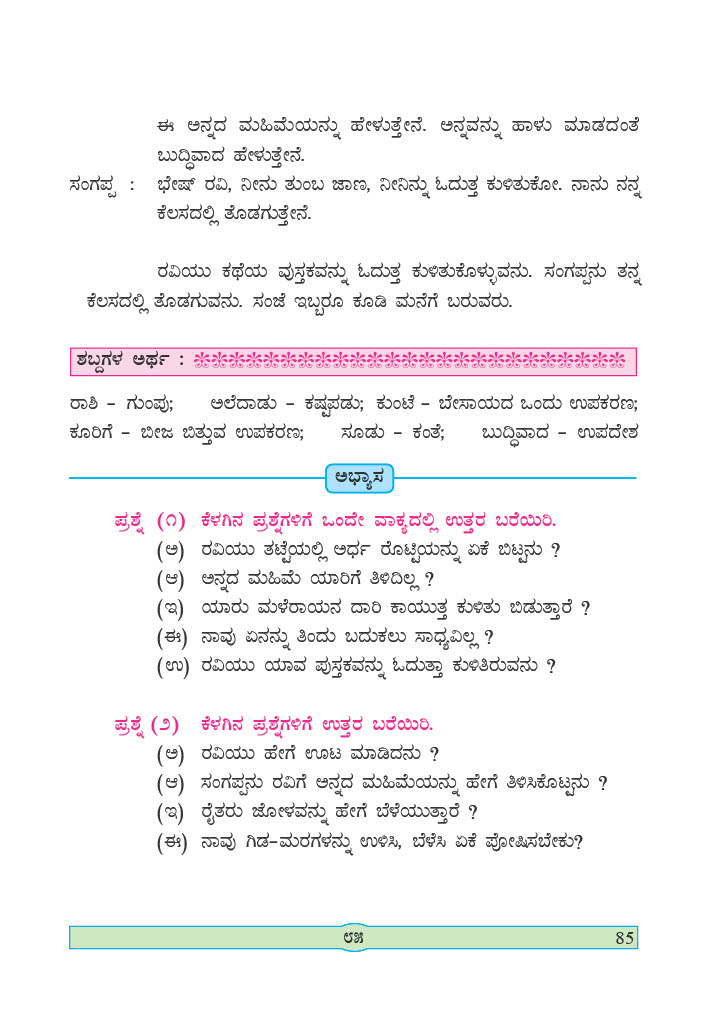 ಈ ಅನ್ನದ ಮಹಿಮೆಯನ್ನು ಹೇಳುತ್ತೇನೆ. ಅನ್ನವನ್ನು ಹಾಳು ಮಾಡದಂತೆ
ಬುದ್ಧಿವಾದ ಹೇಳುತ್ತೇನೆ.
ಸಂಗಪ್ಪ : ಭೇಷ್ ರವಿ, ನೀನು ತುಂಬ ಜಾಣ, ನೀನಿನ್ನು ಓದುತ್ತ ಕುಳಿತುಕೋ. ನಾನು ನನ್ನ
ಕೆಲಸದಲ್ಲಿ ತೊಡಗುತ್ತೇನೆ.
ರವಿಯು ಕಥೆಯ ಪುಸ್ತಕವನ್ನು ಓದುತ್ತ ಕುಳಿತುಕೊಳ್ಳುವನು. ಸಂಗಪ್ಪನು ತನ್ನ
ಕೆಲಸದಲ್ಲಿ ತೊಡಗುವನು. ಸಂಜೆ ಇಬ್ಬರೂ ಕೂಡಿ ಮನೆಗೆ ಬರುವರು.
ಶಬ್ದಗಳ ಅರ್ಥ :
ರಾಶಿ – ಗುಂಪು; ಅಲೆದಾಡು – ಕಷ್ಟಪಡು; ಕುಂಟೆ – ಬೇಸಾಯದ ಒಂದು ಉಪಕರಣ;
ಕೂರಿಗೆ – ಬೀಜ ಬಿತ್ತುವ ಉಪಕರಣ; ಸೂಡು – ಕಂತೆ; ಬುದ್ಧಿವಾದ – ಉಪದೇಶ
ಅಭ್ಯಾಸ
ಪ್ರಶ್ನೆ (೧) ಕೆಳಗಿನ ಪ್ರಶ್ನೆಗಳಿಗೆ ಒಂದೇ ವಾಕ್ಯದಲ್ಲಿ ಉತ್ತರ ಬರೆಯಿರಿ.
(ಅ) ರವಿಯು ತಟ್ಟೆಯಲ್ಲಿ ಅರ್ಧ ರೊಟ್ಟಿಯನ್ನು ಏಕೆ ಬಿಟ್ಟನು ?
(ಆ) ಅನ್ನದ ಮಹಿಮೆ ಯಾರಿಗೆ ತಿಳಿದಿಲ್ಲ ?
(ಇ) ಯಾರು ಮಳೆರಾಯನ ದಾರಿ ಕಾಯುತ್ತ ಕುಳಿತು ಬಿಡುತ್ತಾರೆ ?
(ಈ) ನಾವು ಏನನ್ನು ತಿಂದು ಬದುಕಲು ಸಾಧ್ಯವಿಲ್ಲ ?
(ಉ) ರವಿಯು ಯಾವ ಪುಸ್ತಕವನ್ನು ಓದುತ್ತಾ ಕುಳಿತಿರುವನು ?
ಪ್ರಶ್ನೆ (೨) ಕೆಳಗಿನ ಪ್ರಶ್ನೆಗಳಿಗೆ ಉತ್ತರ ಬರೆಯಿರಿ.
(ಅ) ರವಿಯು ಹೇಗೆ ಊಟ ಮಾಡಿದನು ?
(ಆ) ಸಂಗಪ್ಪನು ರವಿಗೆ ಅನ್ನದ ಮಹಿಮೆಯನ್ನು ಹೇಗೆ ತಿಳಿಸಿಕೊಟ್ಟನು ?
(ಇ) ರೈತರು ಜೋಳವನ್ನು ಹೇಗೆ ಬೆಳೆಯುತ್ತಾರೆ ?
(ಈ) ನಾವು ಗಿಡ-ಮರಗಳನ್ನು ಉಳಿಸಿ, ಬೆಳೆಸಿ ಏಕೆ ಪೋಷಿಸಬೇಕು?
೮೫ 85